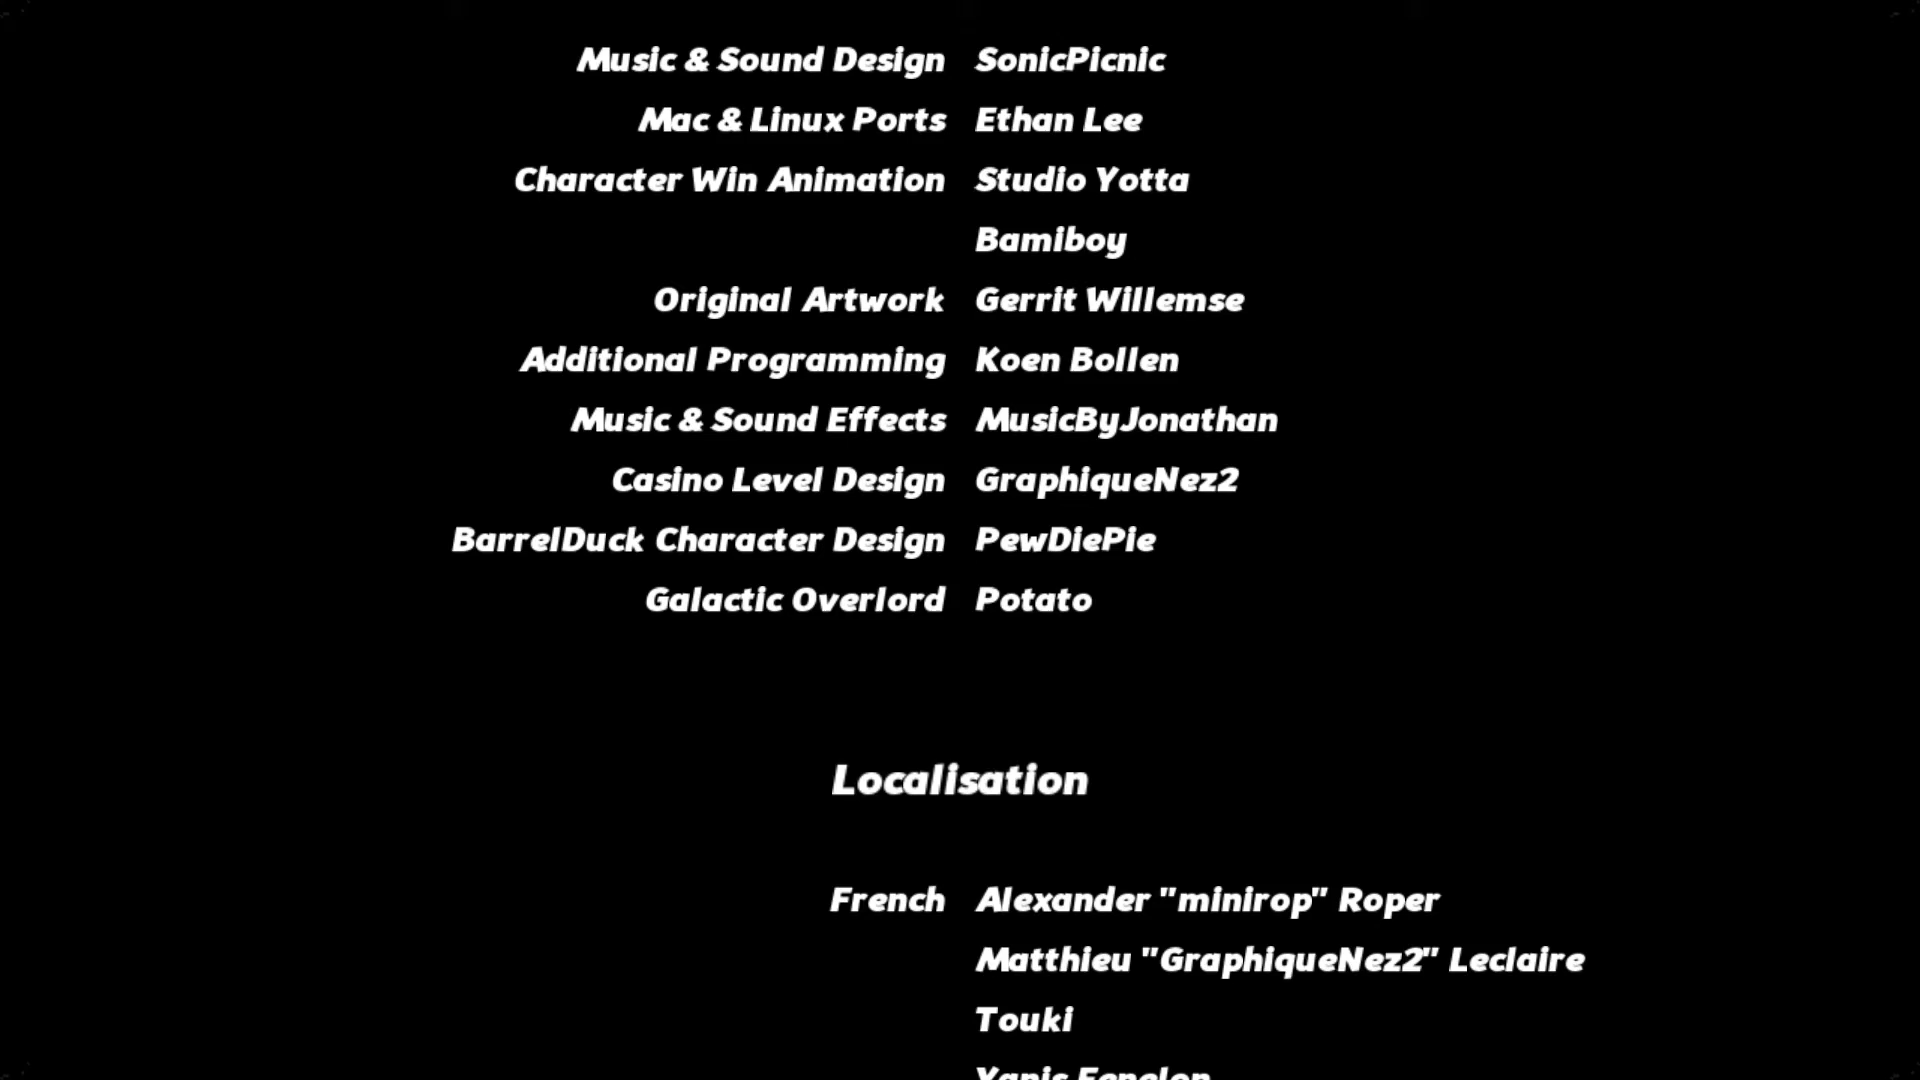 Music & Sound Design SonicPicnic
Mac & Linux Ports Ethan Lee
Character Win Animation Studio Yotta
Bamiboy
Original Artwork Gerrit Willemse
Additional Programming Koen Bollen
Music & Sound Effects MusicByJonathan
Casino Level Design GraphiqueNez2
BarrelDuck Character Design PewDiePie
Galactic Overlord Potato
Localisation
French Alexander "minirop" Roper
Matthieu "GraphiqueNez2" Leclaire
Touki
Yanis Fenelon